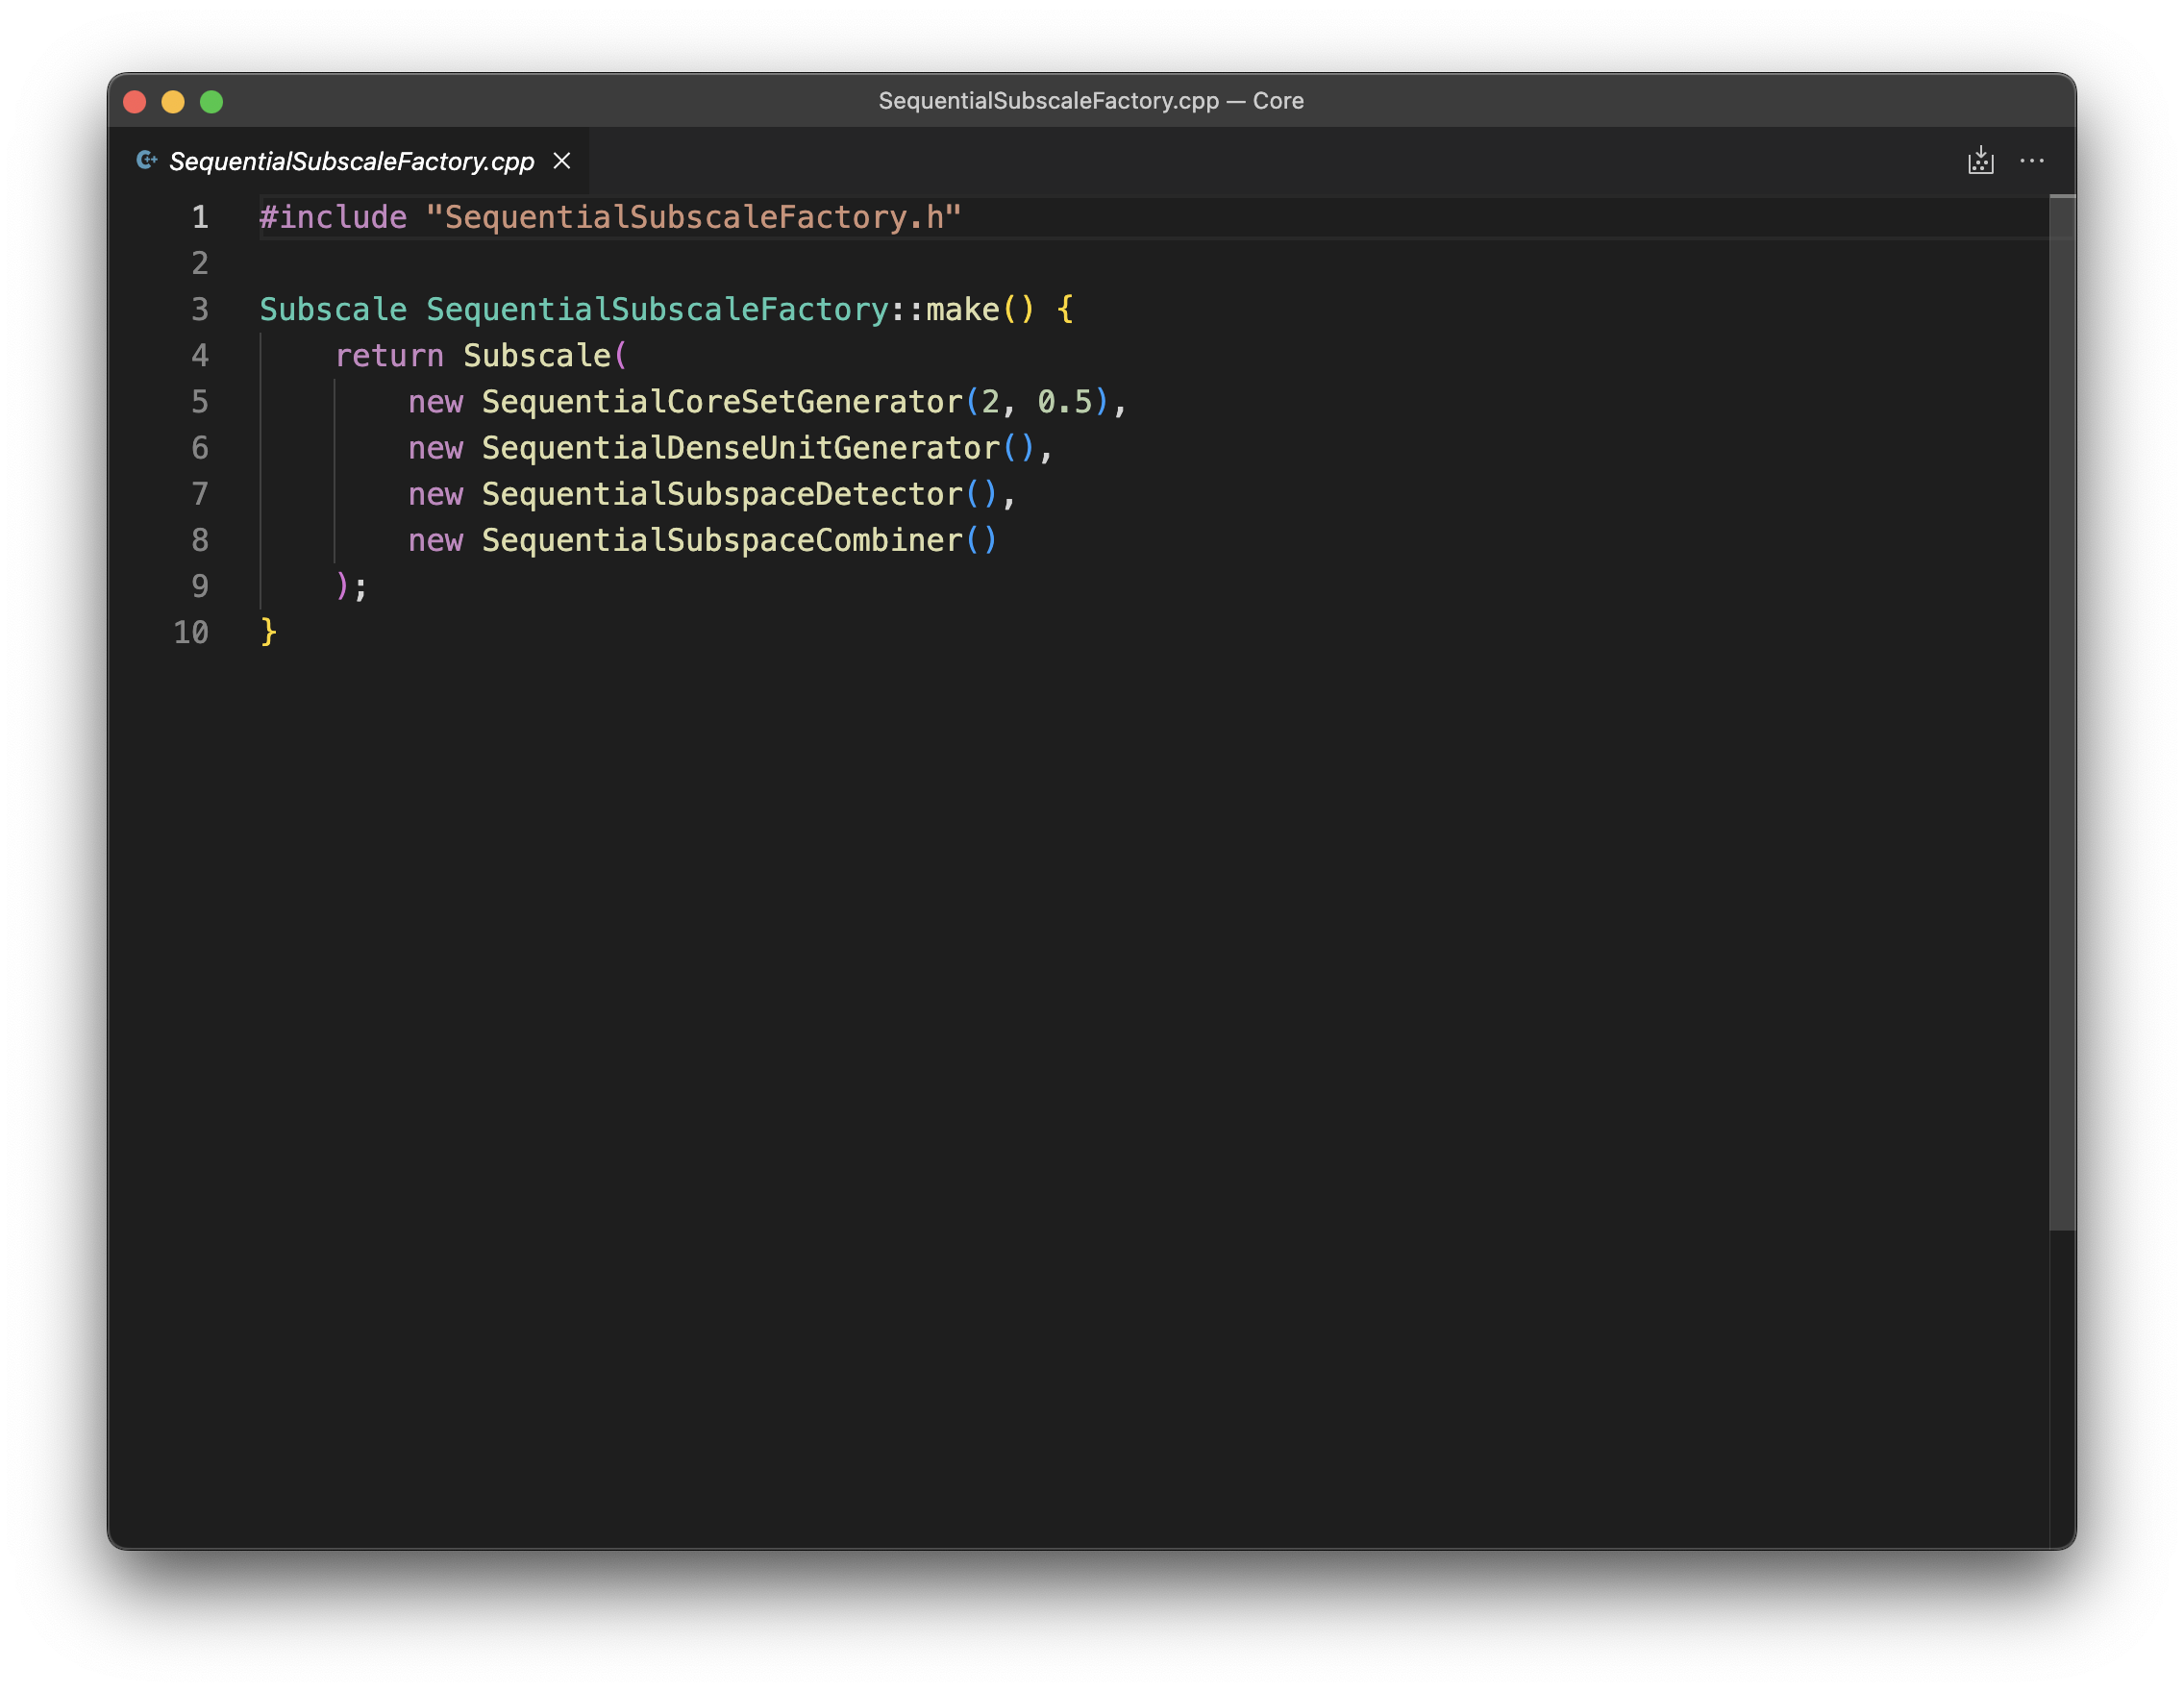 SequentialSubscaleFactory.cpp — Core
SequentialSubscaleFactory.cpp
1 #include "SequentialSubscaleFactory.h"
2
3 Subscale SequentialSubscaleFactory::make() {
4     return Subscale(
5         new SequentialCoreSetGenerator(2, 0.5),
6         new SequentialDenseUnitGenerator(),
7         new SequentialSubspaceDetector(),
8         new SequentialSubspaceCombiner()
9     );
10 }